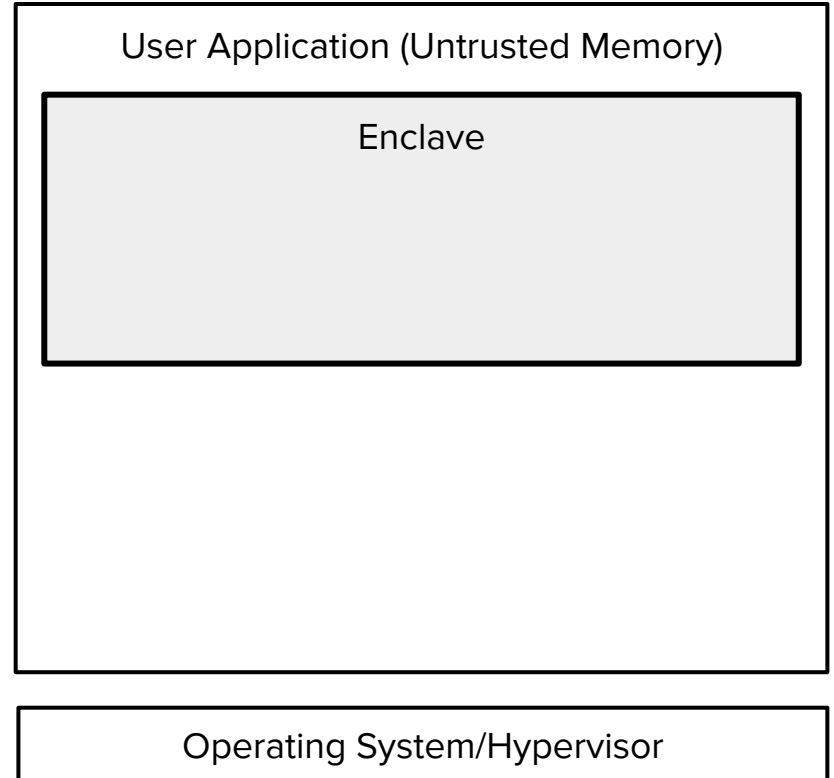 User Application (Untrusted Memory)
Enclave
Operating System/Hypervisor